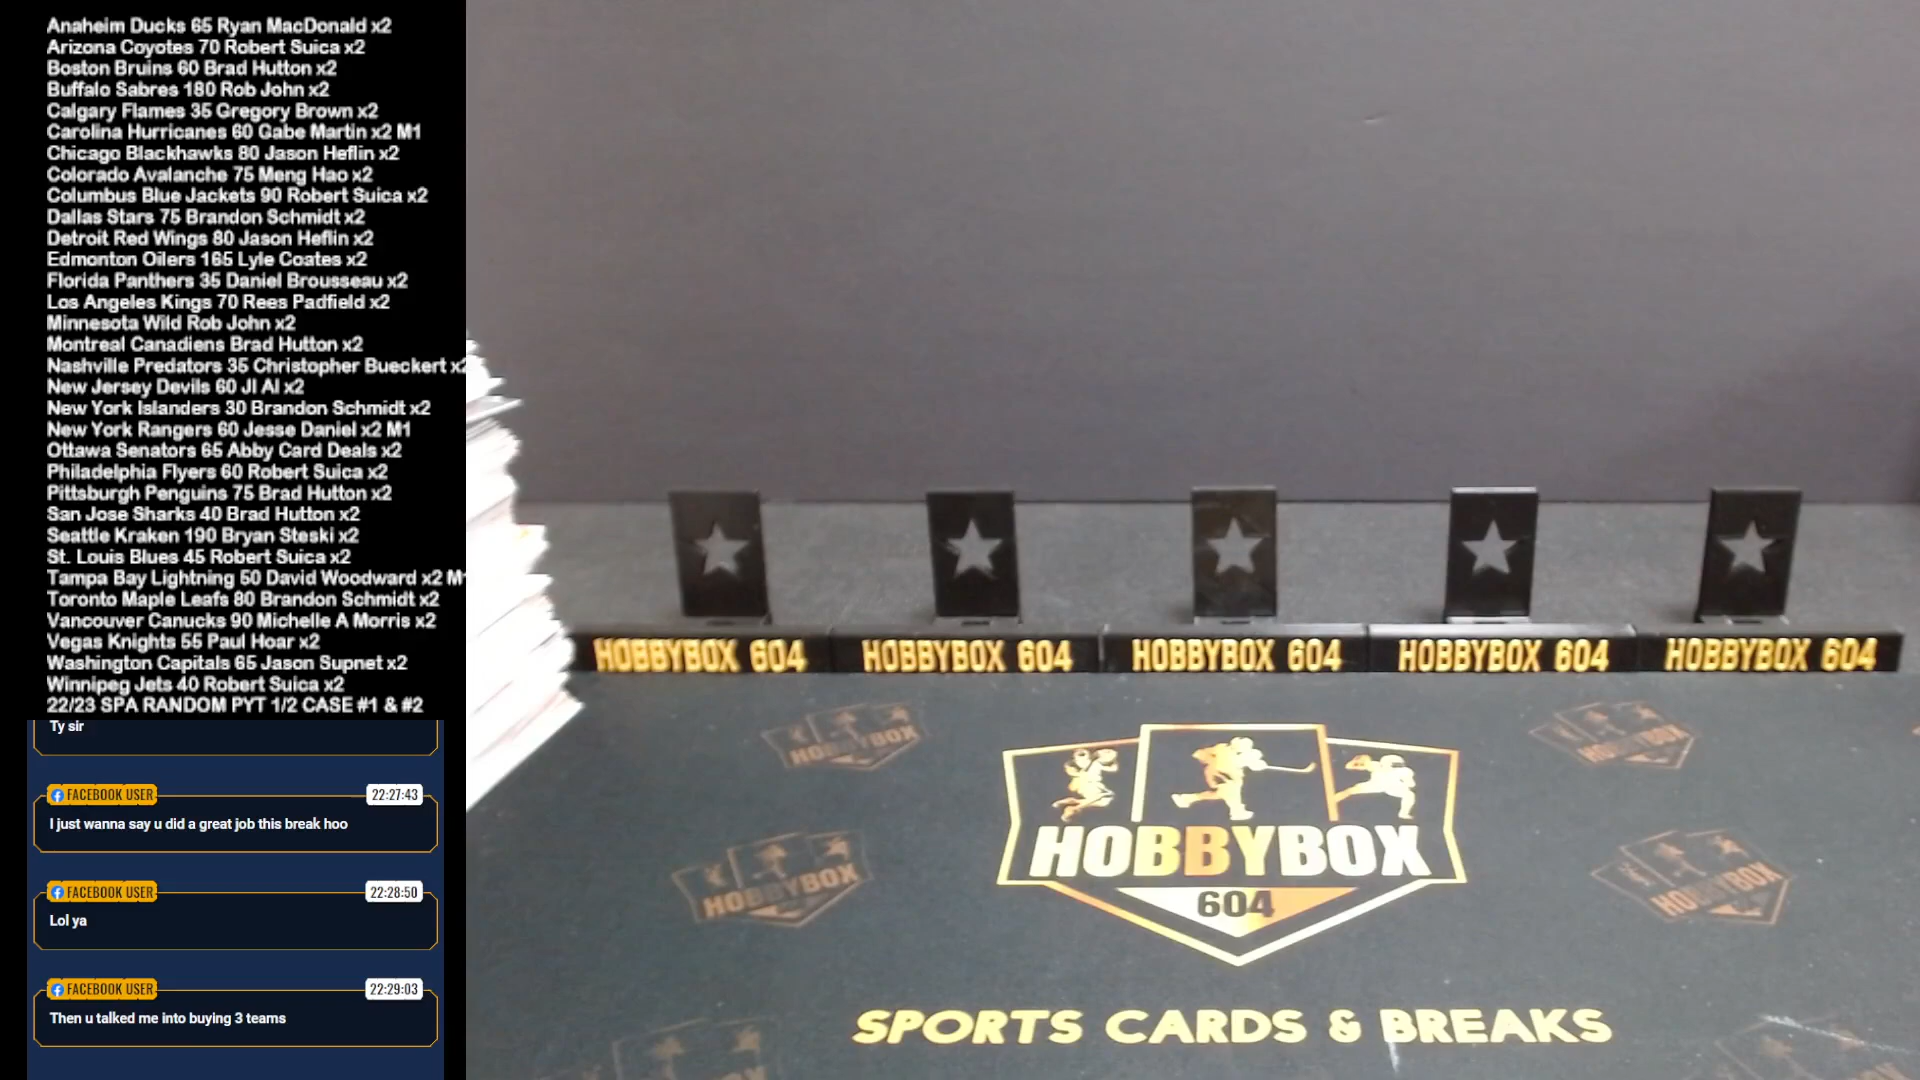 Anaheim Ducks 65 Ryan MacDonald x2
Arizona Coyotes 70 Robert Suica x2
Boston Bruins 60 Brad Hutton x2
Buffalo Sabres 180 Rob John x2
Calgary Flames 35 Gregory Brown x2
Carolina Hurricanes 60 Gabe Martin x2 M1
Chicago Blackhawks 80 Jason Heflin x2
Colorado Avalanche 75 Meng Hao x2
Columbus Blue Jackets 90 Robert Suica x2
Dallas Stars 75 Brandon Schmidt x2
Detroit Red Wings 80 Jason Heflin x2
Edmonton Oilers 165 Lyle Coates x2
Florida Panthers 35 Daniel Brousseau x2
Los Angeles Kings 70 Rees Padfield x2
Minnesota Wild Rob John x2
Montreal Canadiens Brad Hutton x2
Nashville Predators 35 Christopher Bueckert x2
New Jersey Devils 60 JI AI x2
New York Islanders 30 Brandon Schmidt x2
New York Rangers 60 Jesse Daniel x2 M1
Ottawa Senators 65 Abby Card Deals x2
Philadelphia Flyers 60 Robert Suica x2
Pittsburgh Penguins 75 Brad Hutton x2
San Jose Sharks 40 Brad Hutton x2
Seattle Kraken 190 Bryan Steski x2
St. Louis Blues 45 Robert Suica x2
Tampa Bay Lightning 50 David Woodward x2 M1
Toronto Maple Leafs 80 Brandon Schmidt x2
Vancouver Canucks 90 Michelle A Morris x2
Vegas Knights 55 Paul Hoar x2
Washington Capitals 65 Jason Supnet x2
Winnipeg Jets 40 Robert Suica x2
22/23 SPA RANDOM PYT 1/2 CASE #1 & #2
Ty sir
FACEBOOK USER 22:27:43
I just wanna say u did a great job this break hoo
FACEBOOK USER 22:28:50
Lol ya
FACEBOOK USER 22:29:03
Then u talked me into buying 3 teams
HOBBYBOX 604 HOBBYBOX 604 HOBBYBOX 604 HOBBYBOX 604 HOBBYBOX 604
HOBBYBOX
HOBBYBOX
HOBBYBOX
604
HOBBYBOX
HOBBYBOX
SPORTS CARDS & BREAKS